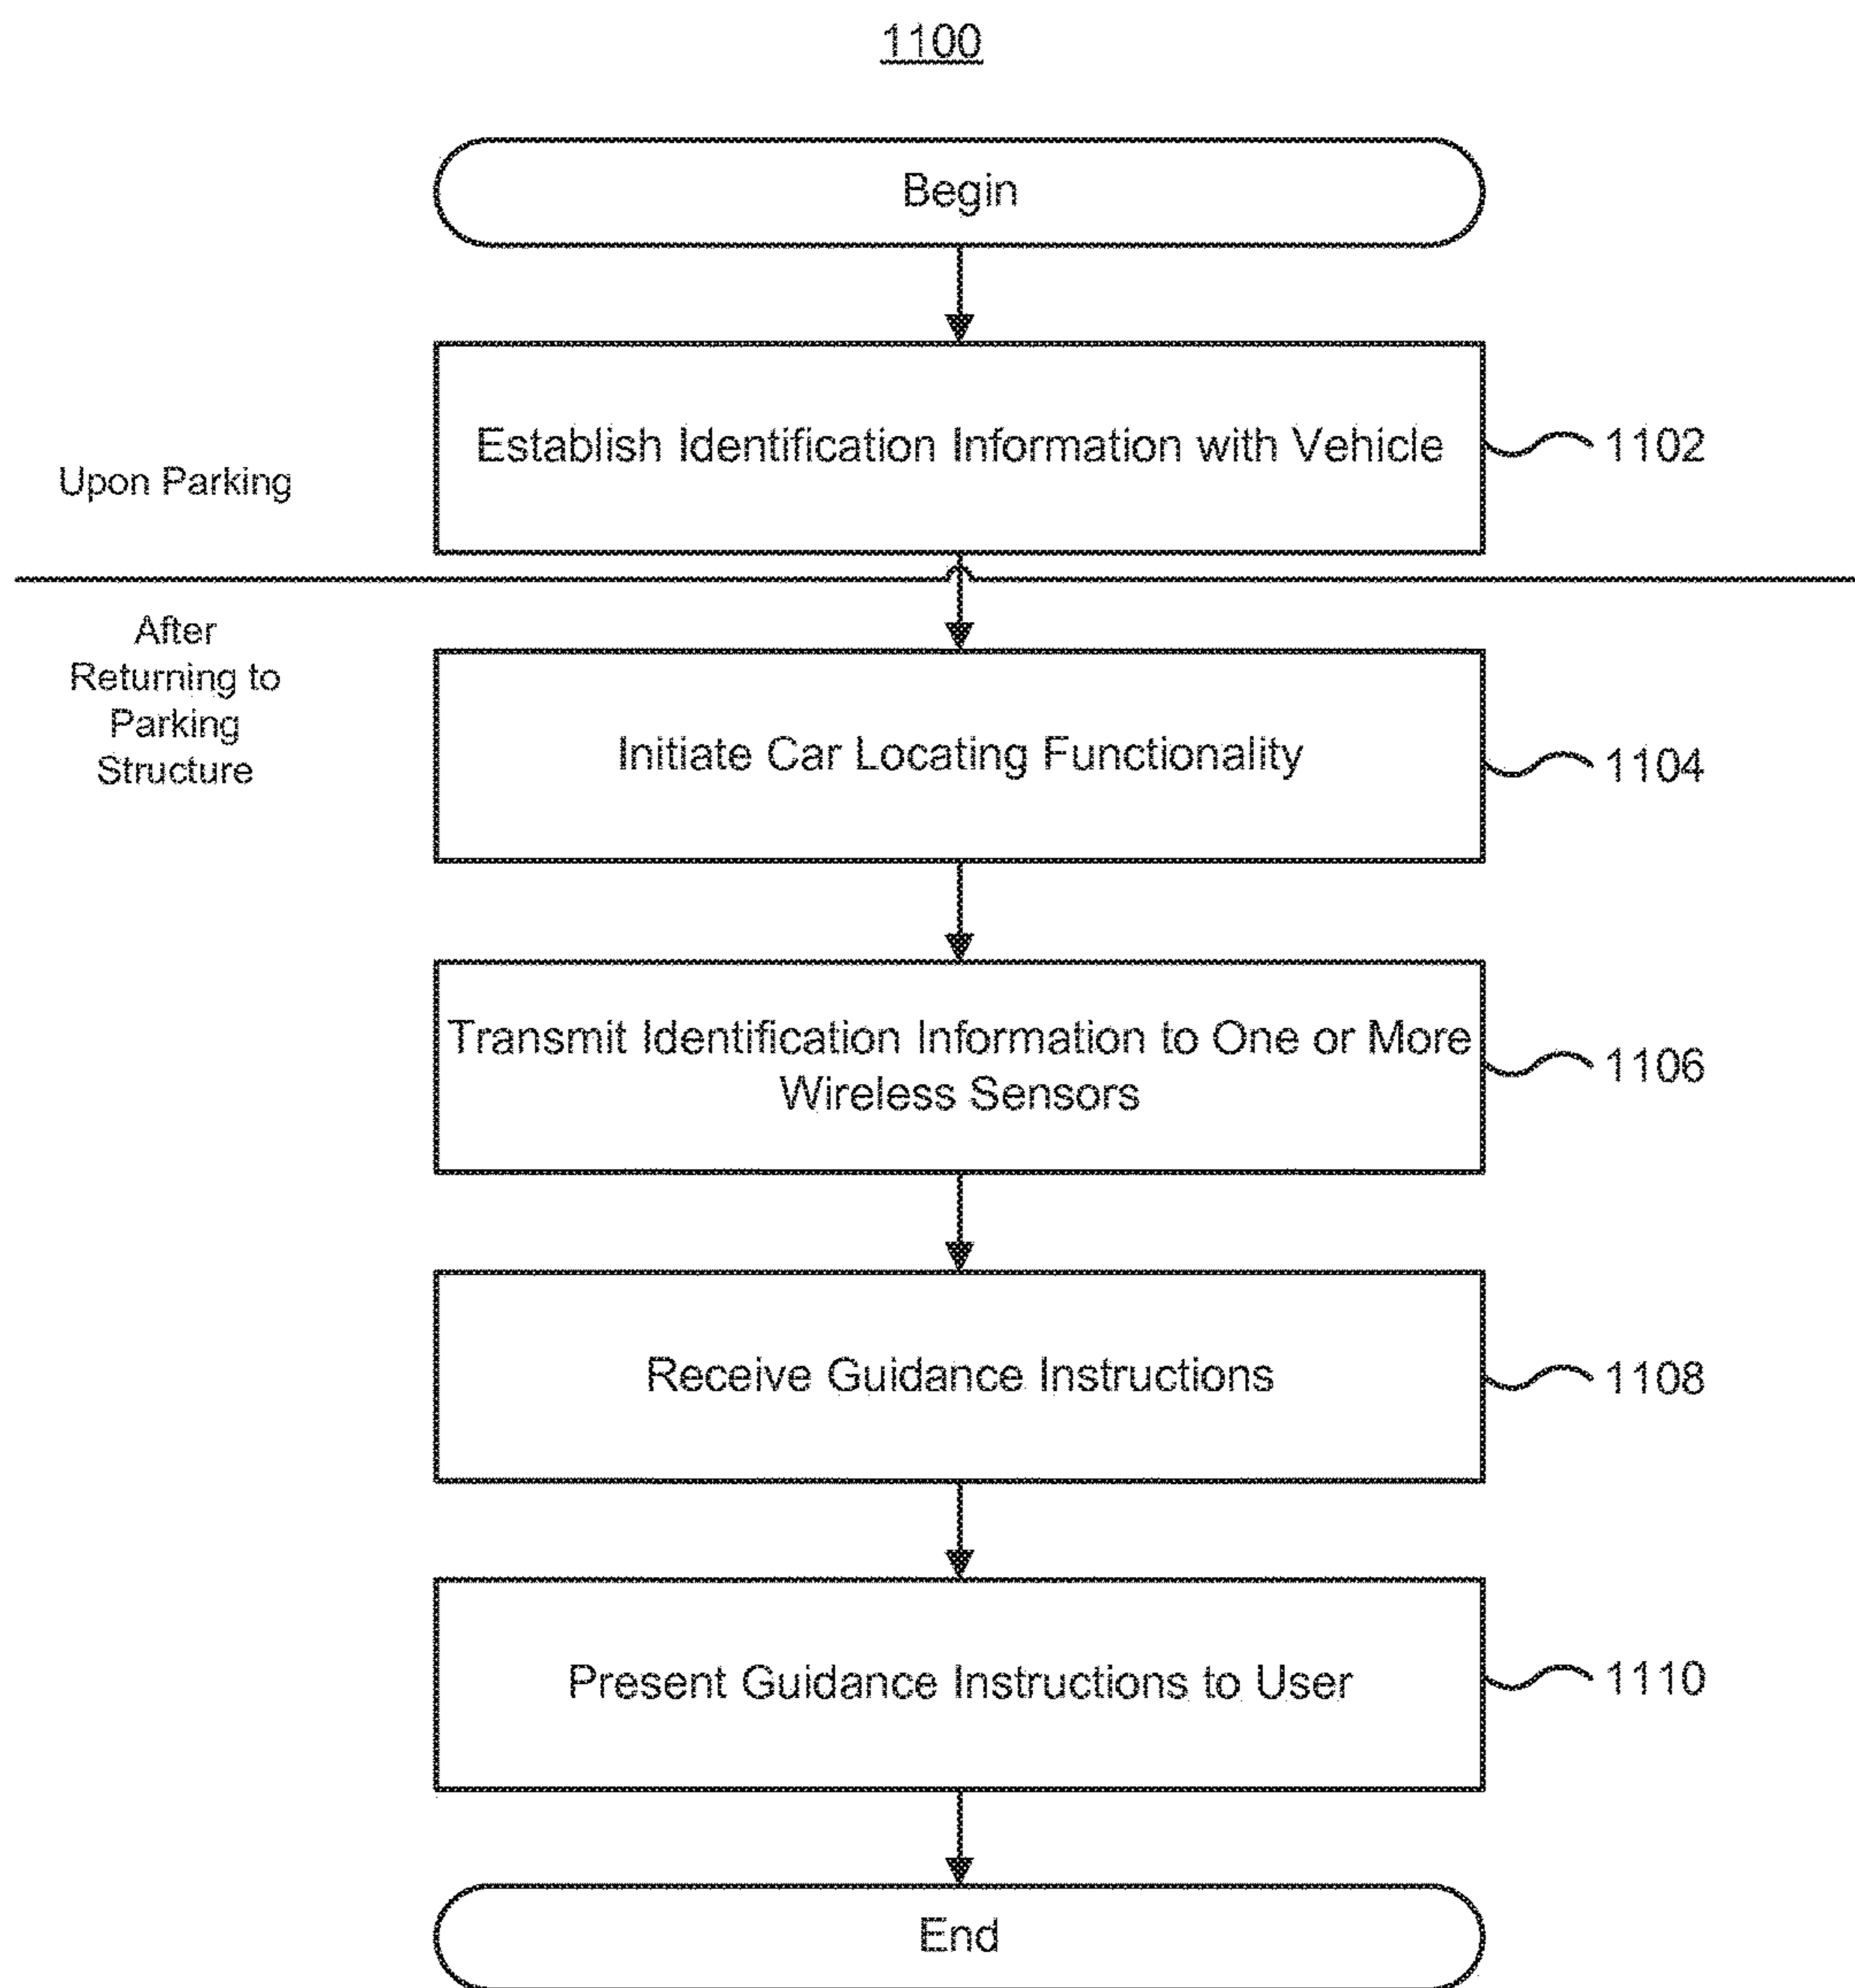 1100
Begin
Establish Identification Information with Vehicle
1102
Upon Parking
After
Returning to
Parking
Structure
Initiate Car Locating Functionality
1104
Transmit Identification Information to One or More
Wireless Sensors
1106
Receive Guidance Instructions
1108
Present Guidance Instructions to User
1110
End